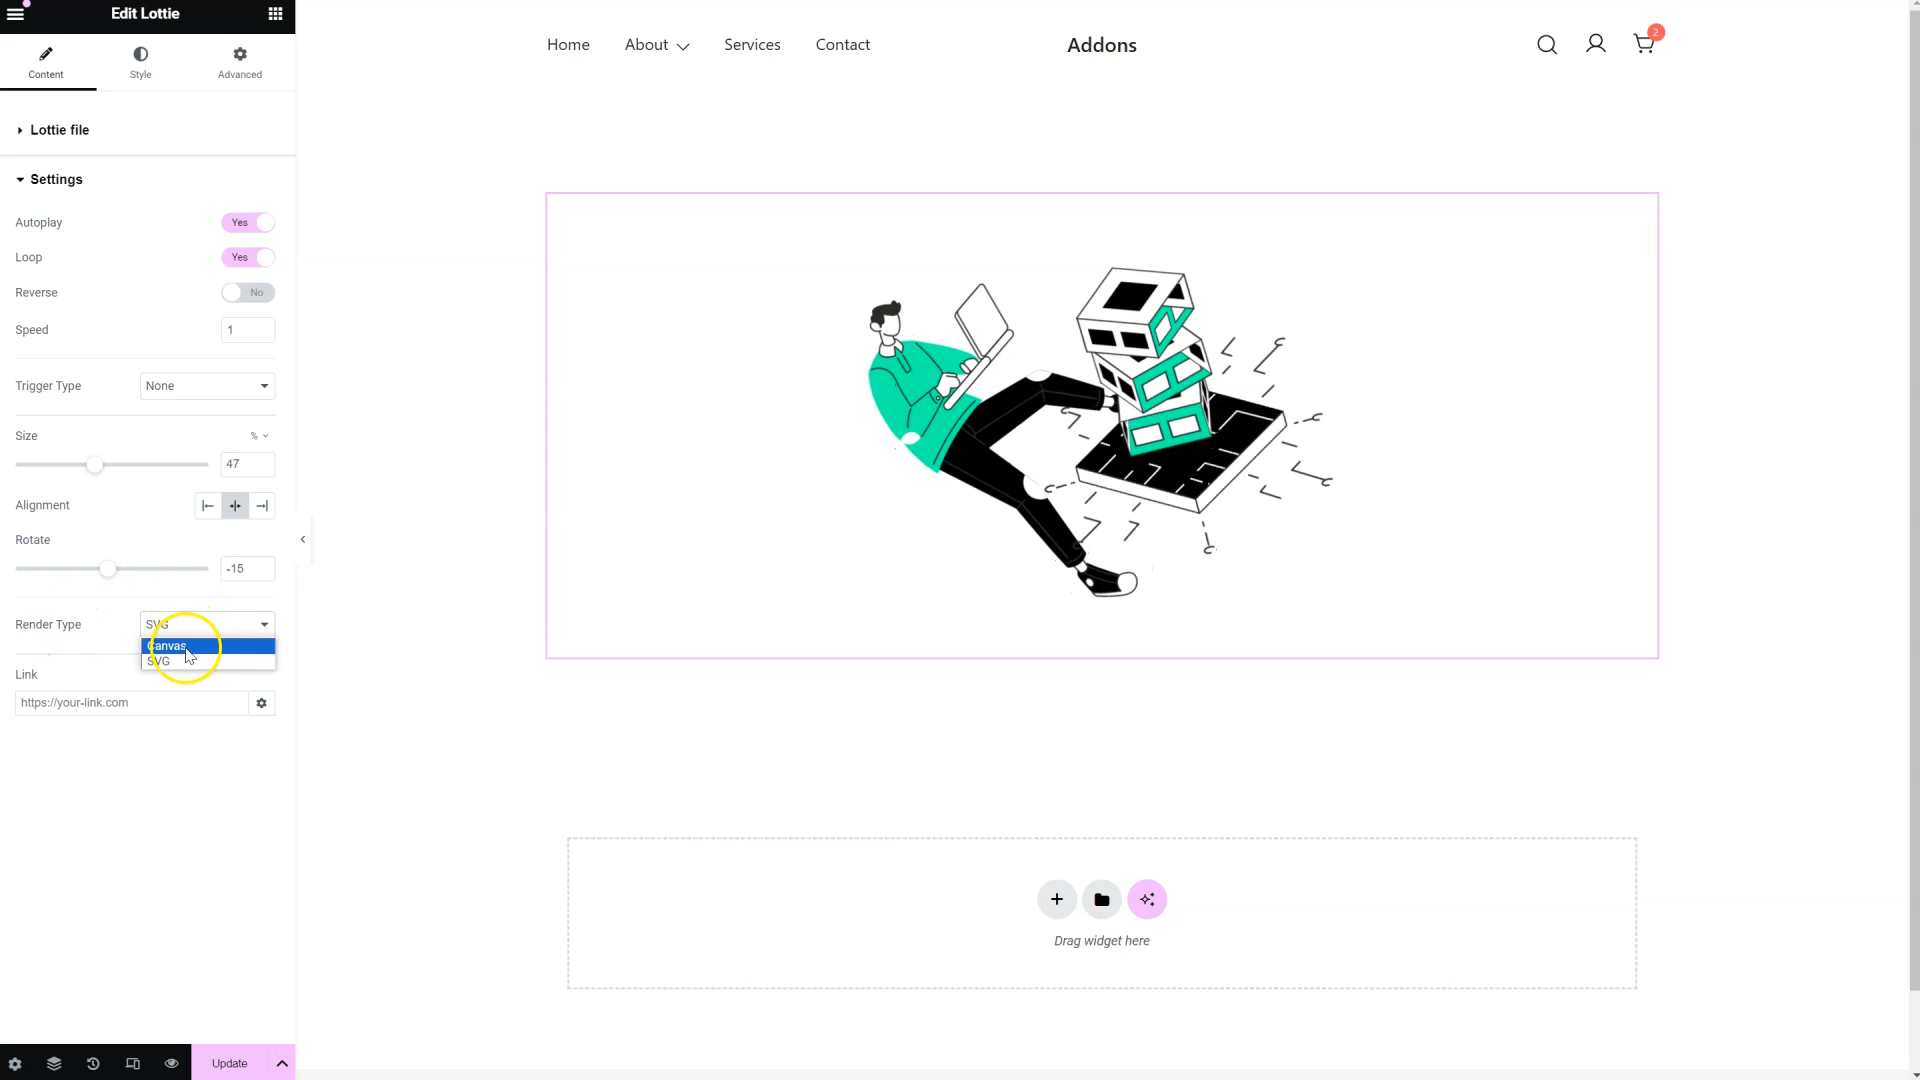 Edit Lottie
Content
Style
Advanced
Lottie file
Settings
Autoplay
Yes
Loop
Yes
Reverse
No
Speed
1
Trigger Type
None
Size
%
47
Alignment
Rotate
-15
Render Type
SVG
Canvas
SVG
Link
https://your-link.com
Update
Home
About
Services
Contact
Addons
2
Drag widget here